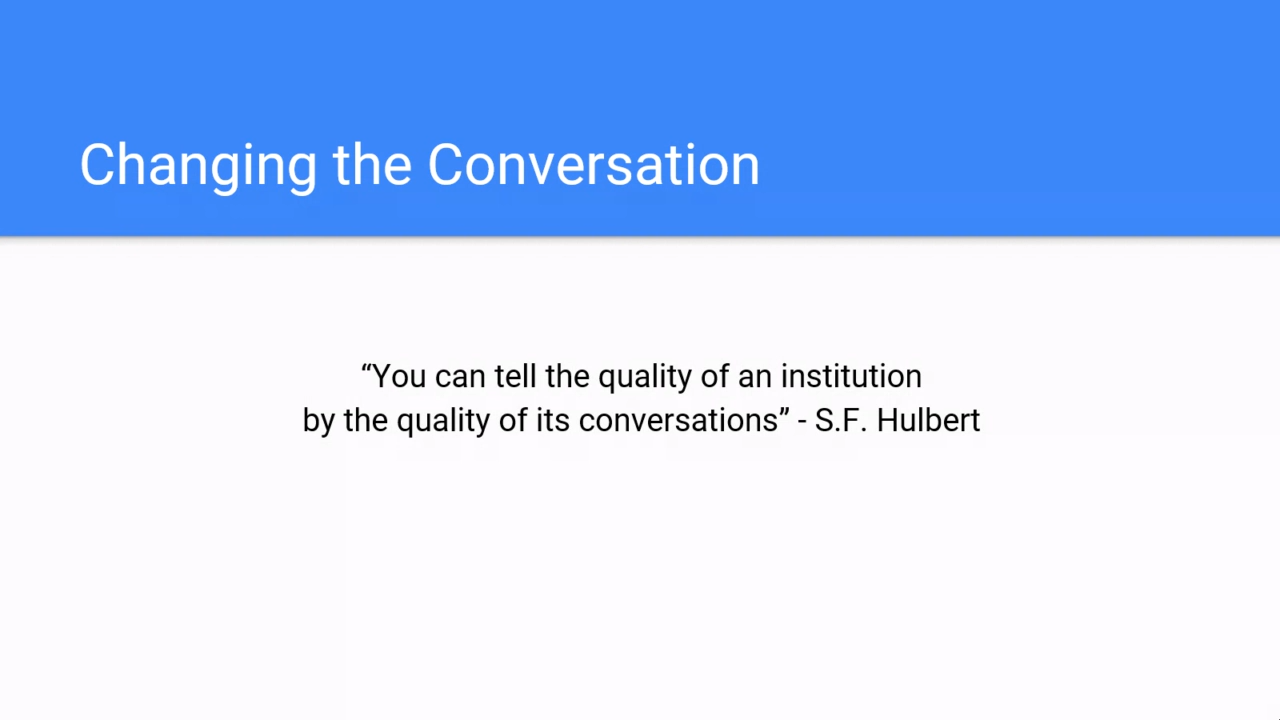 Changing the Conversation
“You can tell the quality of an institution
by the quality of its conversations” - S.F. Hulbert